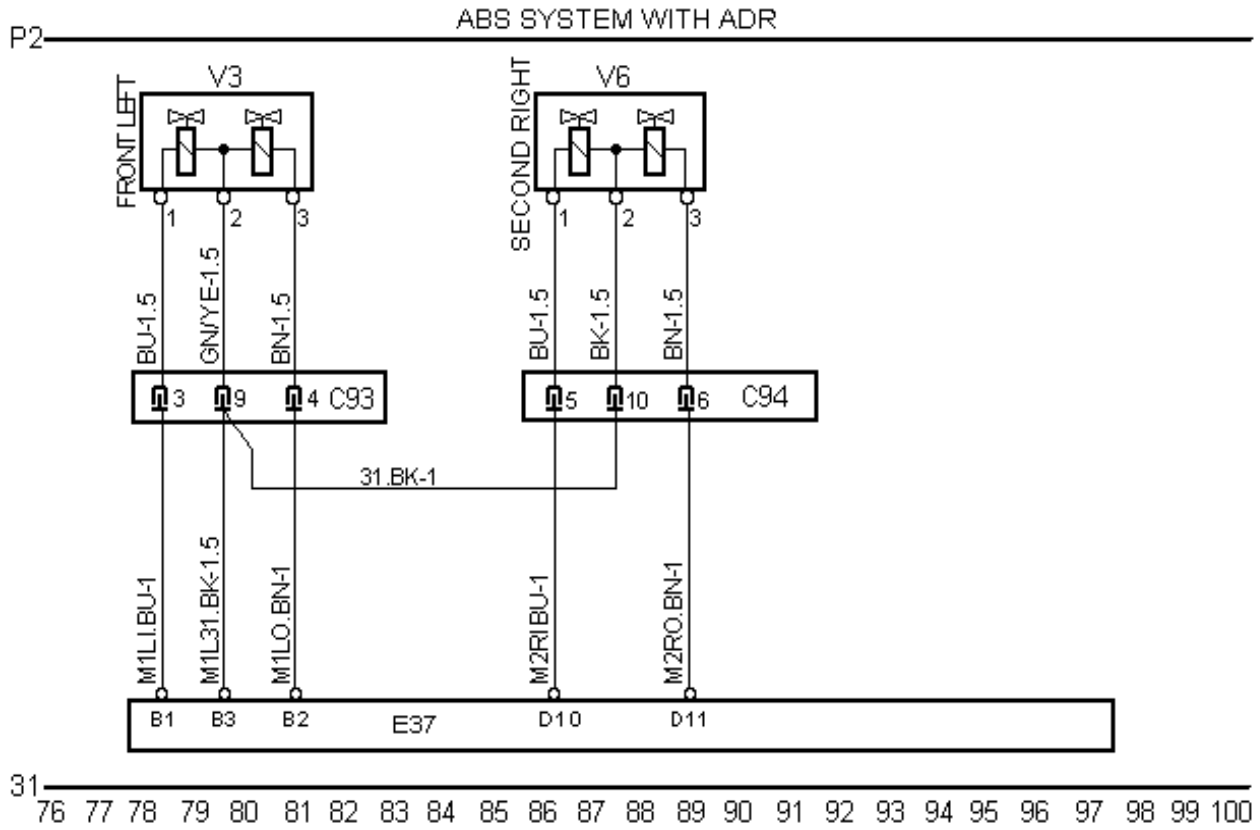 ABS SYSTEM WITH ADR
P2
V3
V6
FRONT LEFT
SECOND RIGHT
1 2 3
1 2 3
BU-1.5
GN/YE-1.5
BN-1.5
BU-1.5
BK-1.5
BN-1.5
3 9 4 C93
5 10 6 C94
31.BK-1
M1LI.BU-1
M1L31.BK-1.5
M1LO.BN-1
M2RI.BU-1
M2RO.BN-1
B1 B3 B2 E37 D10 D11
31
76 77 78 79 80 81 82 83 84 85 86 87 88 89 90 91 92 93 94 95 96 97 98 99 100